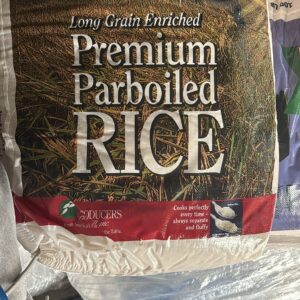 Long Grain Enriched
Premium
Parboiled
RICE
Cooks perfectly
every time –
always separate
and fluffy